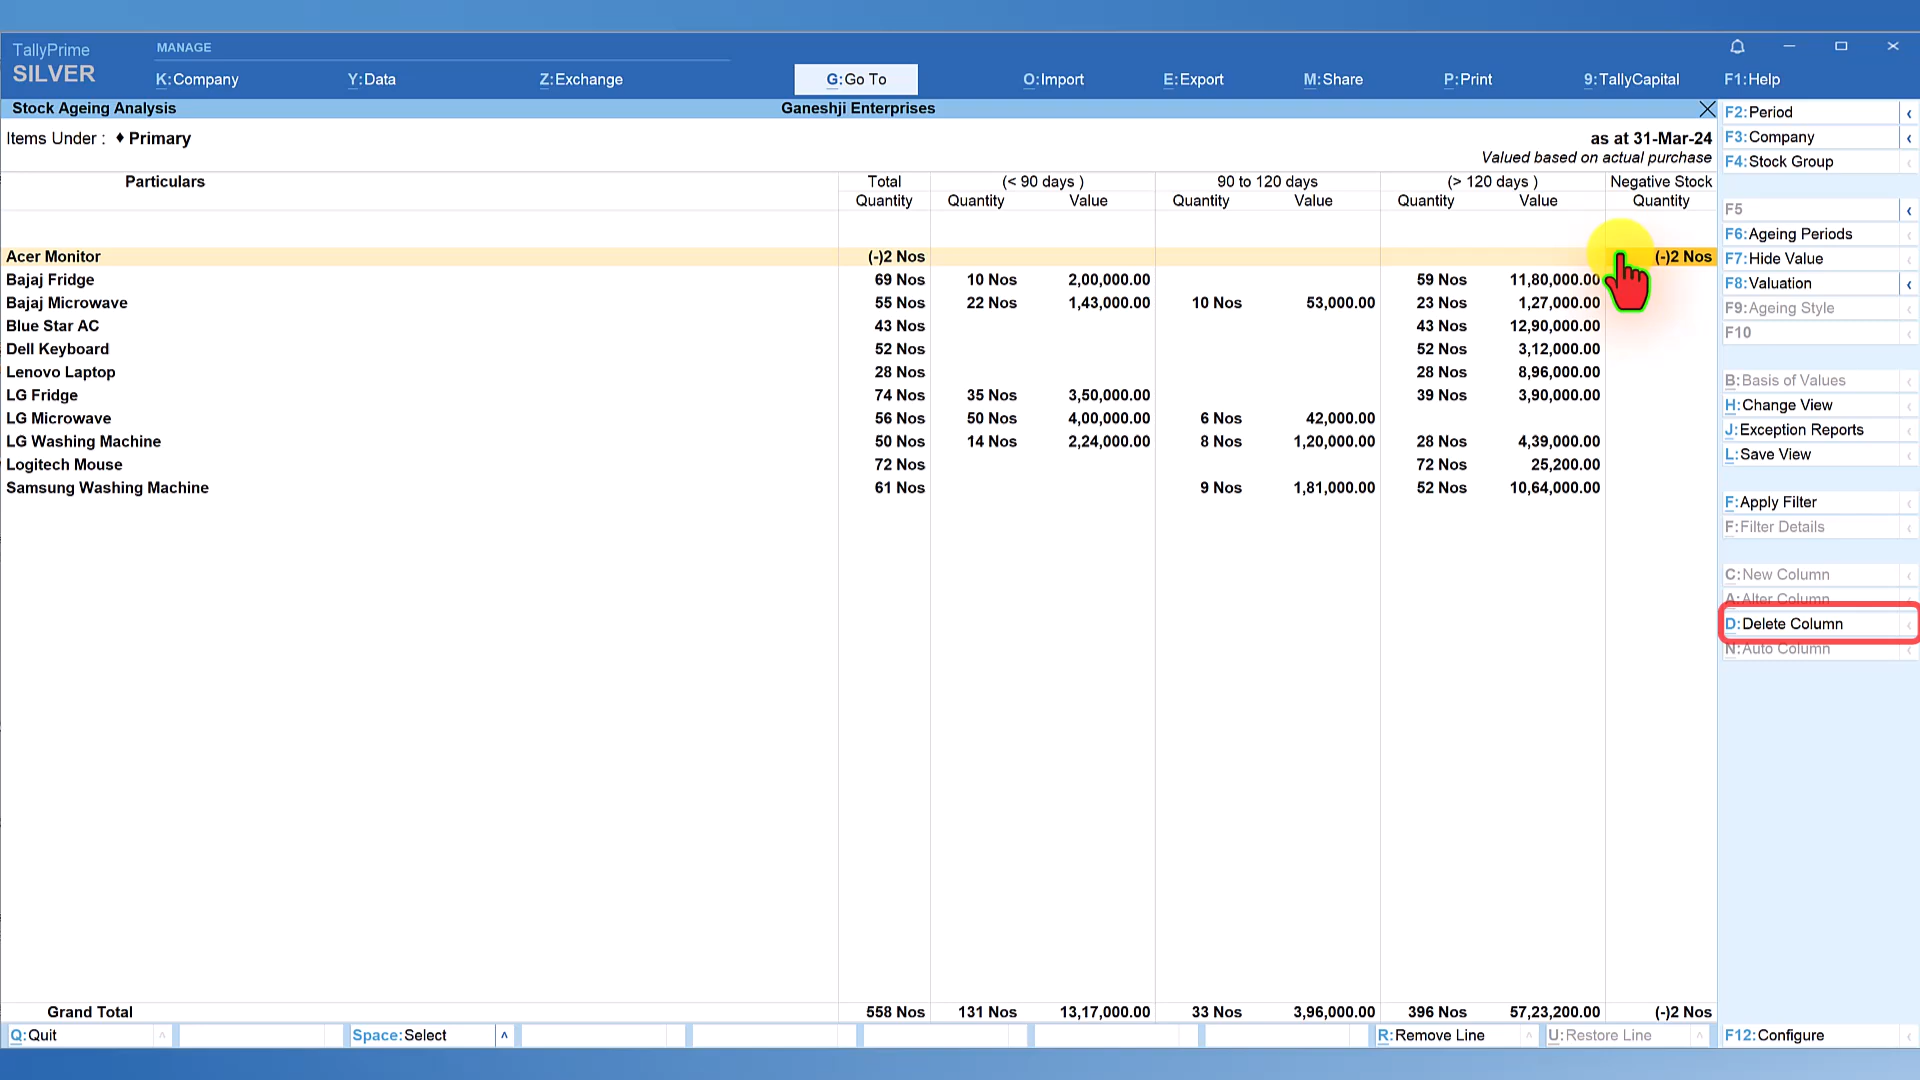 TallyPrime
SILVER
MANAGE
K:Company Y:Data Z:Exchange G:Go To O:Import E:Export M:Share P:Print 9:TallyCapital F1:Help
Stock Ageing Analysis Ganeshji Enterprises
Items Under : ♦ Primary as at 31-Mar-24
Valued based on actual purchase
Particulars Total (< 90 days ) 90 to 120 days (> 120 days ) Negative Stock
Quantity Quantity Value Quantity Value Quantity Value Quantity
Acer Monitor (-)2 Nos (-)2 Nos
Bajaj Fridge 69 Nos 10 Nos 2,00,000.00 59 Nos 11,80,000.00
Bajaj Microwave 55 Nos 22 Nos 1,43,000.00 10 Nos 53,000.00 23 Nos 1,27,000.00
Blue Star AC 43 Nos 43 Nos 12,90,000.00
Dell Keyboard 52 Nos 52 Nos 3,12,000.00
Lenovo Laptop 28 Nos 28 Nos 8,96,000.00
LG Fridge 74 Nos 35 Nos 3,50,000.00 39 Nos 3,90,000.00
LG Microwave 56 Nos 50 Nos 4,00,000.00 6 Nos 42,000.00
LG Washing Machine 50 Nos 14 Nos 2,24,000.00 8 Nos 1,20,000.00 28 Nos 4,39,000.00
Logitech Mouse 72 Nos 72 Nos 25,200.00
Samsung Washing Machine 61 Nos 9 Nos 1,81,000.00 52 Nos 10,64,000.00
Grand Total 558 Nos 131 Nos 13,17,000.00 33 Nos 3,96,000.00 396 Nos 57,23,200.00 (-)2 Nos
F2:Period
F3:Company
F4:Stock Group
F5
F6:Ageing Periods
F7:Hide Value
F8:Valuation
F9:Ageing Style
F10
B:Basis of Values
H:Change View
J:Exception Reports
L:Save View
F:Apply Filter
F:Filter Details
C:New Column
A:Alter Column
D:Delete Column
N:Auto Column
Q:Quit Space:Select R:Remove Line U:Restore Line F12:Configure